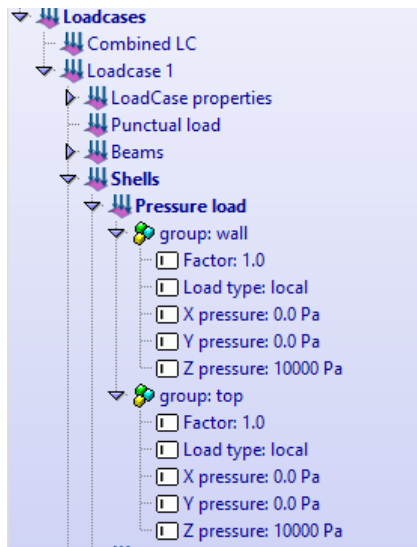 Loadcases
Combined LC
Loadcase 1
LoadCase properties
Punctual load
Beams
Shells
Pressure load
group: wall
Factor: 1.0
Load type: local
X pressure: 0.0 Pa
Y pressure: 0.0 Pa
Z pressure: 10000 Pa
group: top
Factor: 1.0
Load type: local
X pressure: 0.0 Pa
Y pressure: 0.0 Pa
Z pressure: 10000 Pa